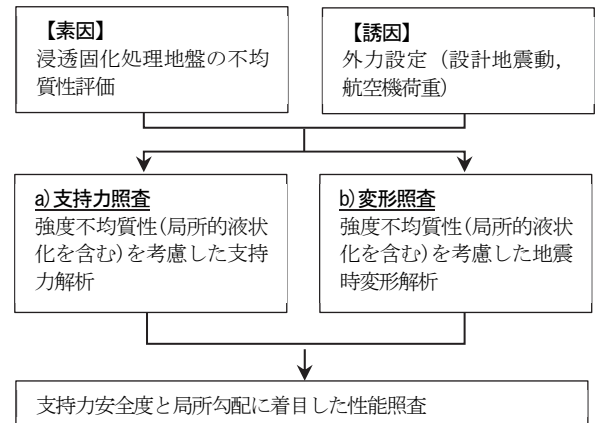 【素因】
浸透固化処理地盤の不均
質性評価
【誘因】
外力設定（設計地震動，
航空機荷重）
a)支持力照査
強度不均質性(局所的液状
化を含む)を考慮した支持
力解析
b)変形照査
強度不均質性(局所的液状
化を含む)を考慮した地震
時変形解析
支持力安全度と局所勾配に着目した性能照査